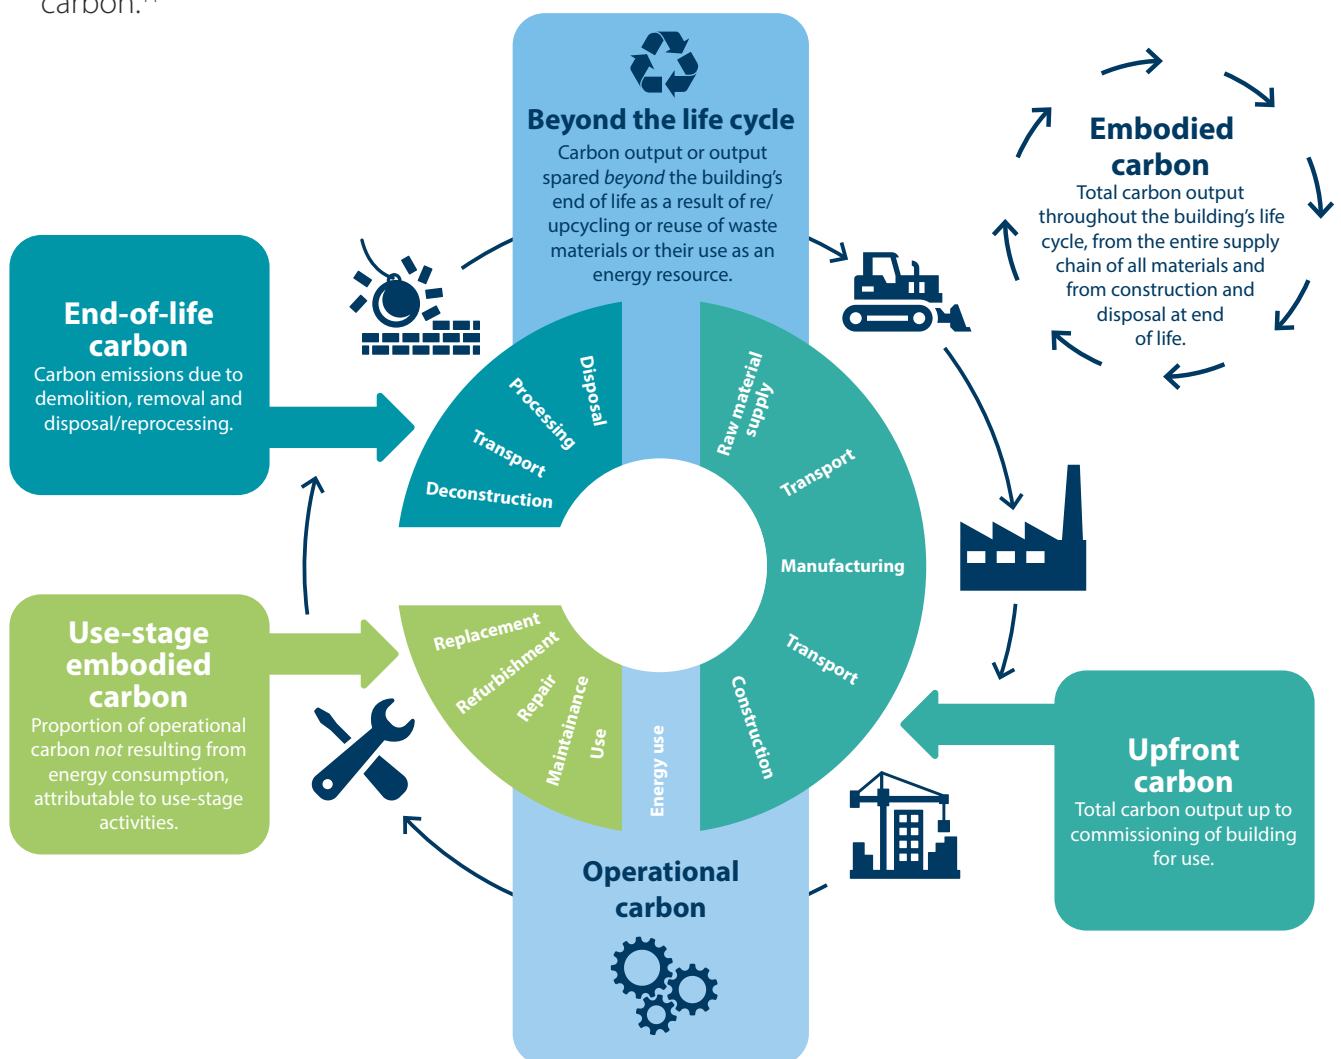 carbon.
Beyond the life cycle
Carbon output or output
spared beyond the building's
end of life as a result of re/
upcycling or reuse of waste
materials or their use as an
energy resource.
Embodied
carbon
Total carbon output
throughout the building's life
cycle, from the entire supply
chain of all materials and
from construction and
disposal at end
of life.
End-of-life
carbon
Carbon emissions due to
demolition, removal and
disposal/reprocessing.
Disposal
Processing
Transport
Deconstruction
Raw material
supply
Transport
Manufacturing
Transport
Construction
Use-stage
embodied
carbon
Proportion of operational
carbon not resulting from
energy consumption,
attributable to use-stage
activities.
Replacement
Refurbishment
Repair
Maintainance
Use
Energy use
Upfront
carbon
Total carbon output up to
commissioning of building
for use.
Operational
carbon